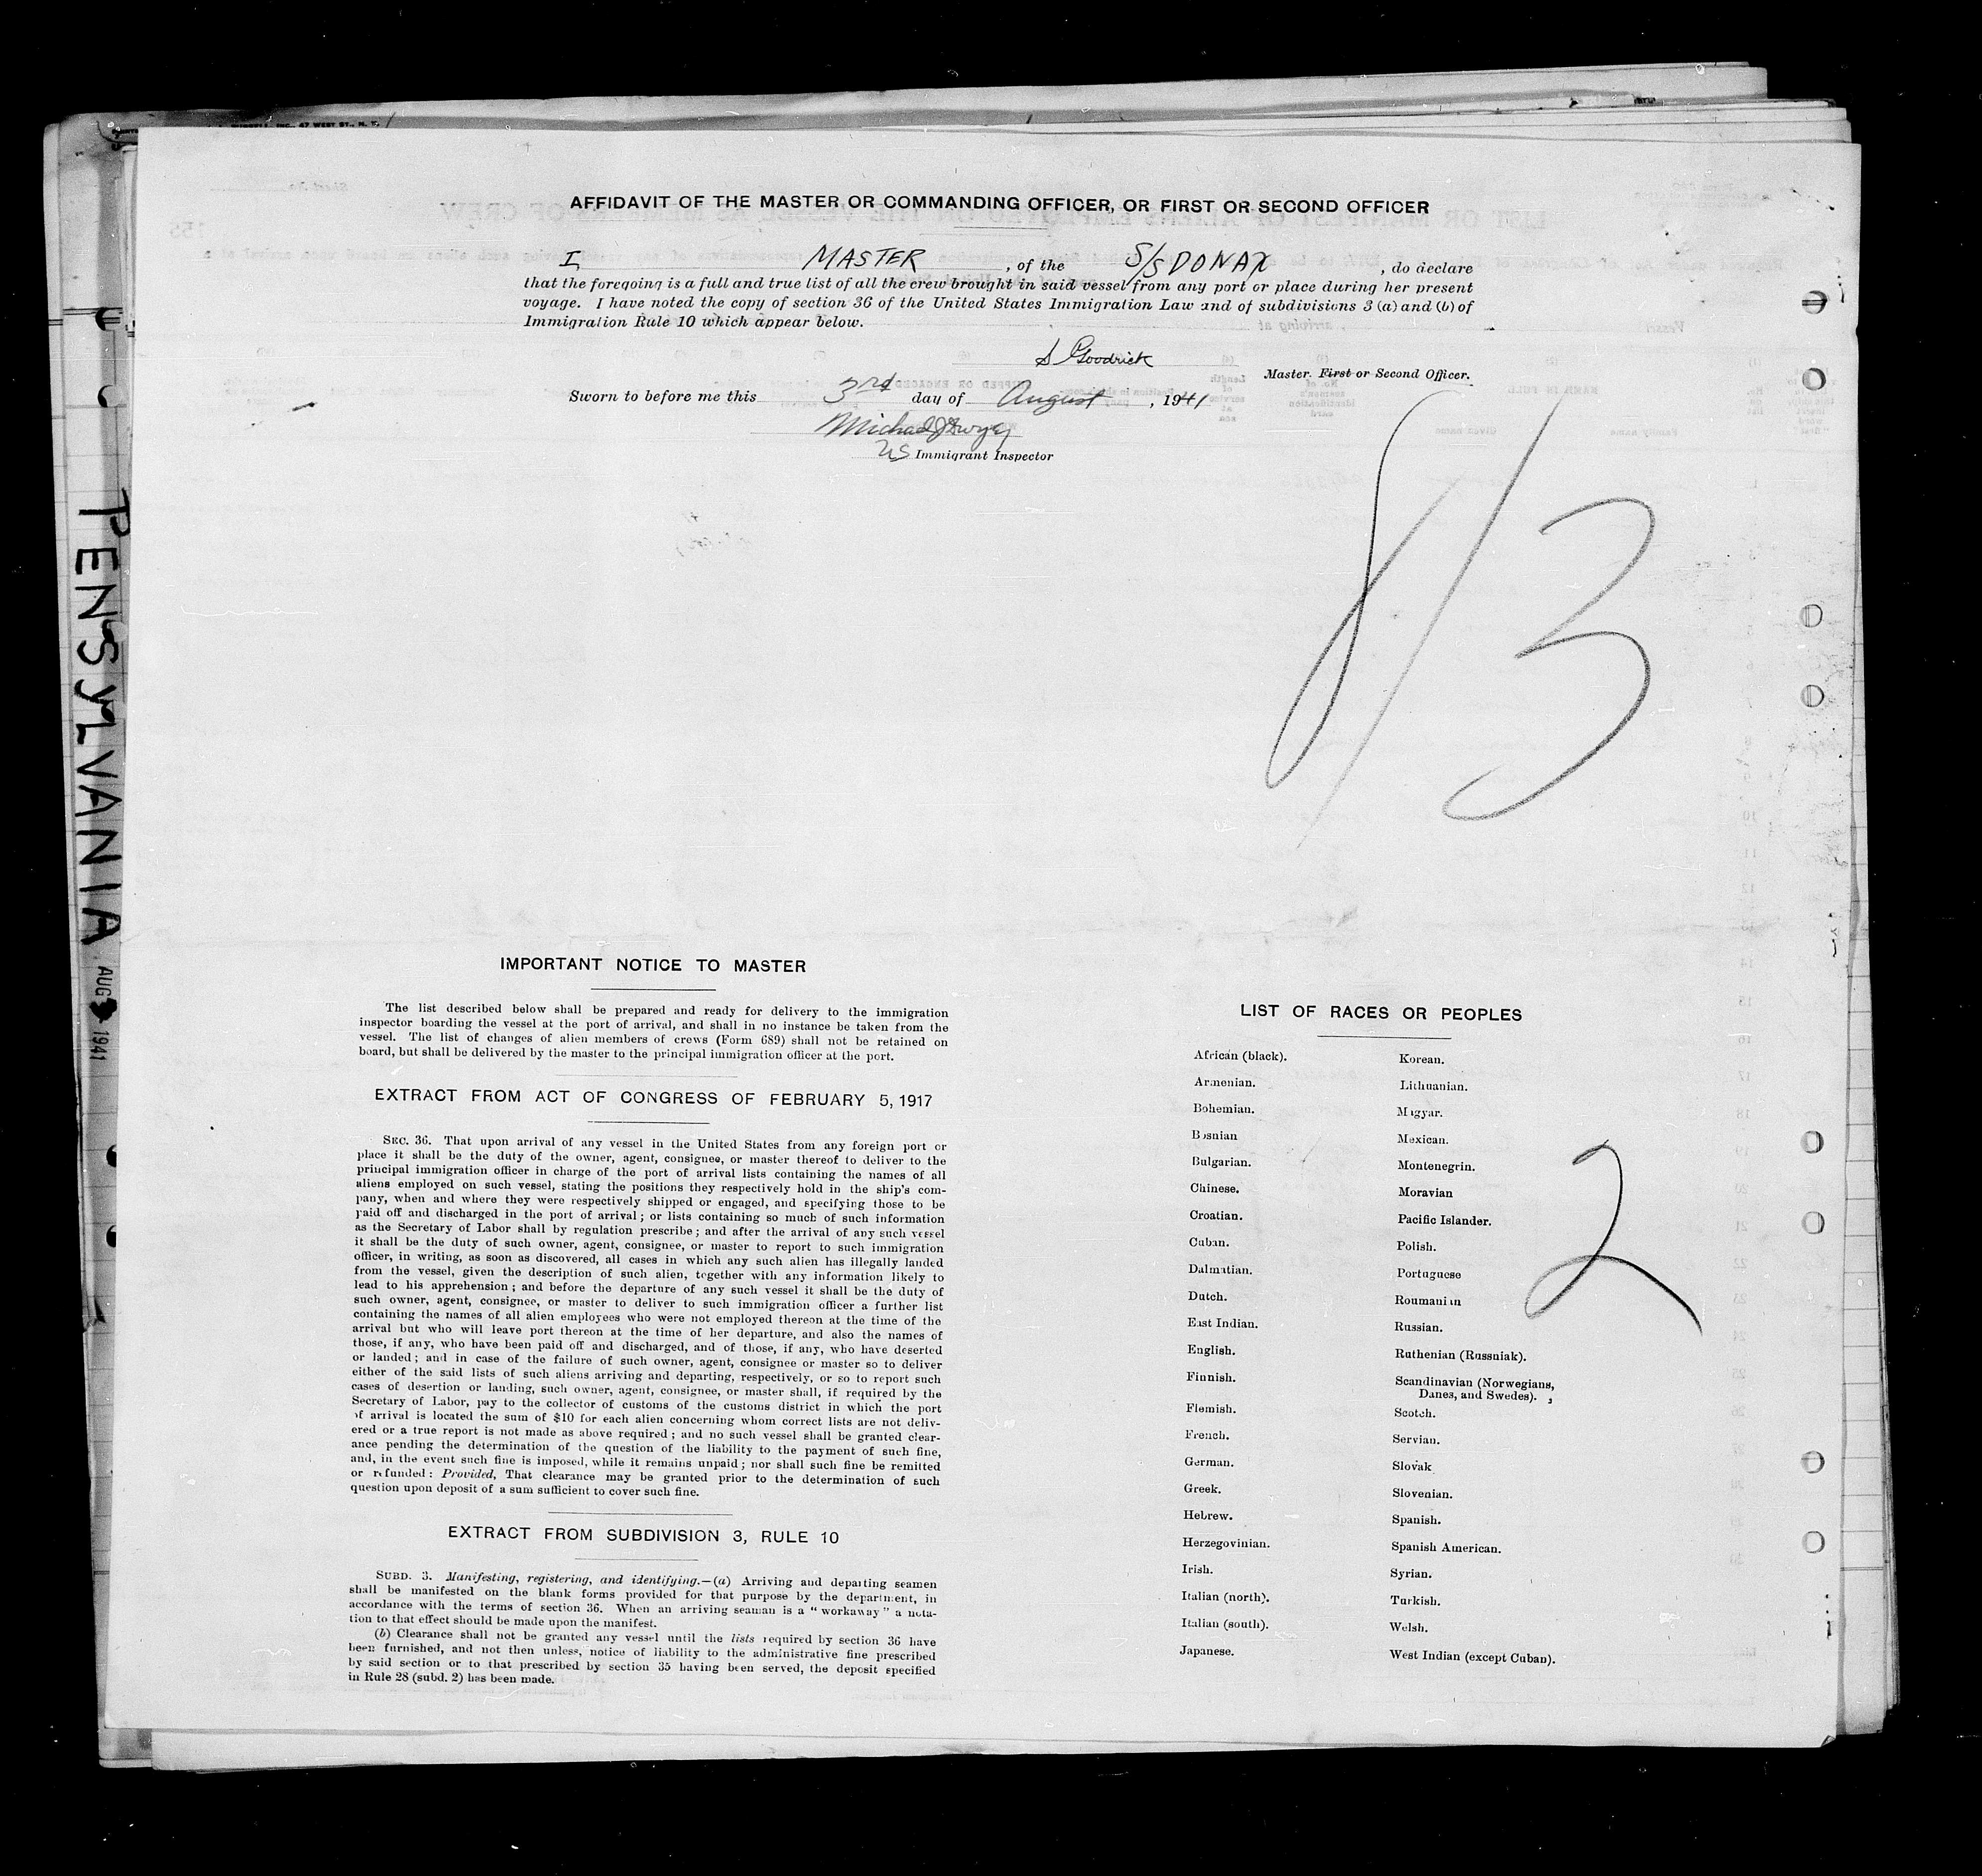 AFFIDAVIT OF THE MASTER OR COMMANDING OFFICER, OR FIRST OR SECOND OFFICER
I, MASTER, of the S/S DONAX, do declare
that the foregoing is a full and true list of all the crew brought in said vessel from any port or place during her present
voyage. I have noted the copy of section 36 of the United States Immigration Law and of subdivisions 3 (a) and (b) of
Immigration Rule 10 which appear below.
S Goodrick
Master. First or Second Officer.
Sworn to before me this 3rd day of August, 1941
Michael J Dwyer
US Immigrant Inspector
8/3
PENSYLVANIA
AUG 3 1941
IMPORTANT NOTICE TO MASTER
The list described below shall be prepared and ready for delivery to the immigration
inspector boarding the vessel at the port of arrival, and shall in no instance be taken from the
vessel. The list of changes of alien members of crews (Form 689) shall not be retained on
board, but shall be delivered by the master to the principal immigration officer at the port.
EXTRACT FROM ACT OF CONGRESS OF FEBRUARY 5, 1917
SEC. 36. That upon arrival of any vessel in the United States from any foreign port or
place it shall be the duty of the owner, agent, consignee, or master thereof to deliver to the
principal immigration officer in charge of the port of arrival lists containing the names of all
aliens employed on such vessel, stating the positions they respectively hold in the ship's com-
pany, when and where they were respectively shipped or engaged, and specifying those to be
paid off and discharged in the port of arrival; or lists containing so much of such information
as the Secretary of Labor shall by regulation prescribe; and after the arrival of any such vessel
it shall be the duty of such owner, agent, consignee, or master to report to such immigration
officer, in writing, as soon as discovered, all cases in which any such alien has illegally landed
from the vessel, given the description of such alien, together with any information likely to
lead to his apprehension; and before the departure of any such vessel it shall be the duty of
such owner, agent, consignee, or master to deliver to such immigration officer a further list
containing the names of all alien employees who were not employed thereon at the time of the
arrival but who will leave port thereon at the time of her departure, and also the names of
those, if any, who have been paid off and discharged, and of those, if any, who have deserted
or landed; and in case of the failure of such owner, agent, consignee or master so to deliver
either of the said lists of such aliens arriving and departing, respectively, or so to report such
cases of desertion or landing, such owner, agent, consignee, or master shall, if required by the
Secretary of Labor, pay to the collector of customs of the customs district in which the port
of arrival is located the sum of $10 for each alien concerning whom correct lists are not deliv-
ered or a true report is not made as above required; and no such vessel shall be granted clear-
ance pending the determination of the question of the liability to the payment of such fine,
and, in the event such fine is imposed, while it remains unpaid; nor shall such fine be remitted
or refunded: Provided, That clearance may be granted prior to the determination of such
question upon deposit of a sum sufficient to cover such fine.
EXTRACT FROM SUBDIVISION 3, RULE 10
SUBD. 3. Manifesting, registering, and identifying.—(a) Arriving and departing seamen
shall be manifested on the blank forms provided for that purpose by the department, in
accordance with the terms of section 36. When an arriving seaman is a "workaway" a nota-
tion to that effect should be made upon the manifest.
(b) Clearance shall not be granted any vessel until the lists required by section 36 have
been furnished, and not then unless, notice of liability to the administrative fine prescribed
by said section or to that prescribed by section 35 having been served, the deposit specified
in Rule 28 (subd. 2) has been made.
LIST OF RACES OR PEOPLES
African (black).
Armenian.
Bohemian.
Bosnian
Bulgarian.
Chinese.
Croatian.
Cuban.
Dalmatian.
Dutch.
East Indian.
English.
Finnish.
Flemish.
French.
German.
Greek.
Hebrew.
Herzegovinian.
Irish.
Italian (north).
Italian (south).
Japanese.
Korean.
Lithuanian.
Magyar.
Mexican.
Montenegrin.
Moravian
Pacific Islander.
Polish.
Portuguese
Roumanian
Russian.
Ruthenian (Russniak).
Scandinavian (Norwegians,
Danes, and Swedes).
Scotch.
Servian.
Slovak
Slovenian.
Spanish.
Spanish American.
Syrian.
Turkish.
Welsh.
West Indian (except Cuban).
2